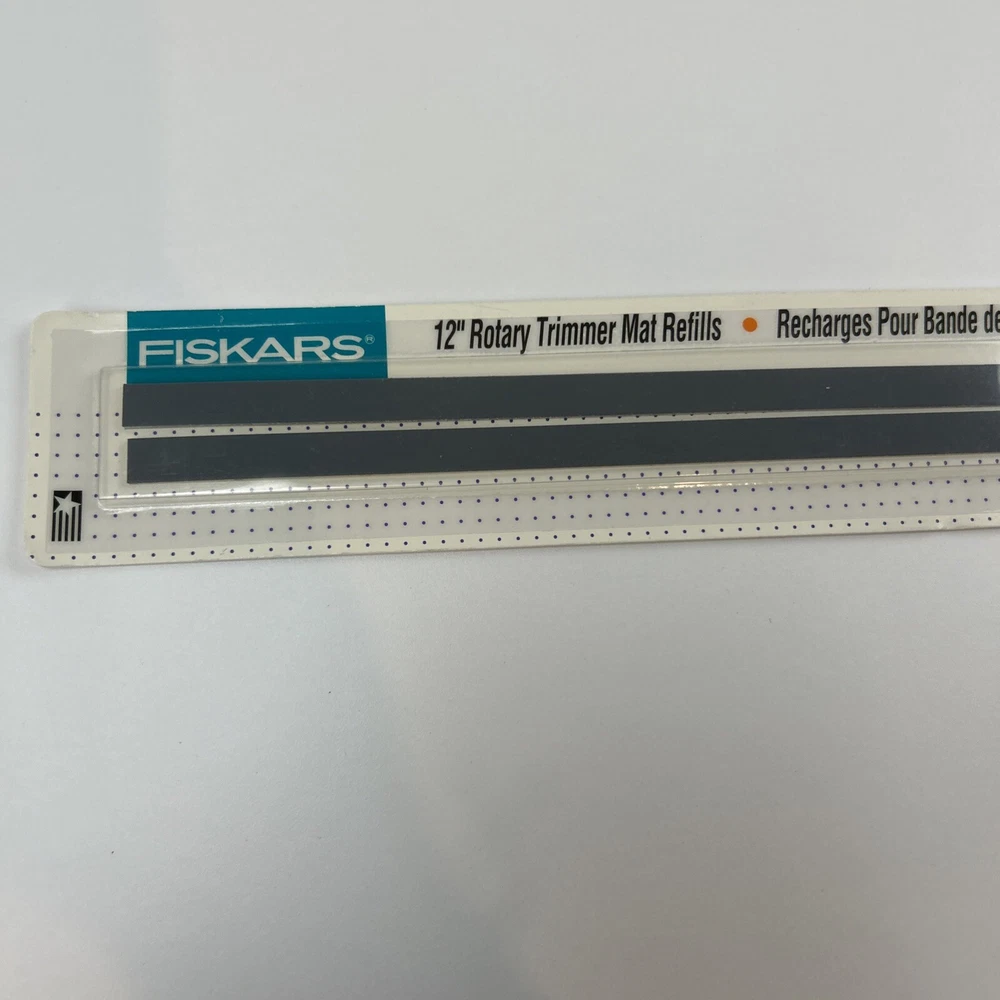 FISKARS®
12" Rotary Trimmer Mat Refills • Recharges Pour Bande de